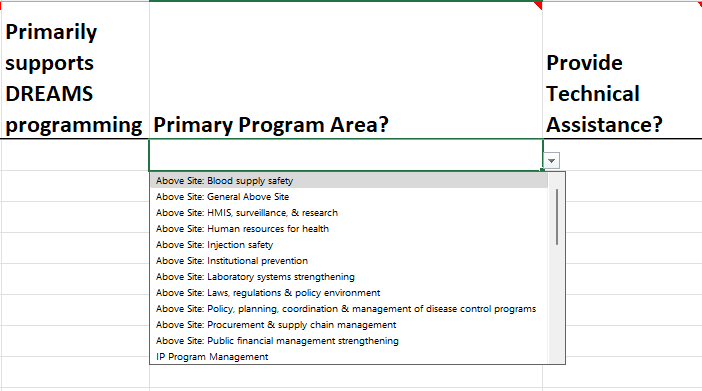 Primarily
supports
DREAMS
programming
Primary Program Area?
Provide
Technical
Assistance?
Above Site: Blood supply safety
Above Site: General Above Site
Above Site: HMIS, surveillance, & research
Above Site: Human resources for health
Above Site: Injection safety
Above Site: Institutional prevention
Above Site: Laboratory systems strengthening
Above Site: Laws, regulations & policy environment
Above Site: Policy, planning, coordination & management of disease control programs
Above Site: Procurement & supply chain management
Above Site: Public financial management strengthening
IP Program Management